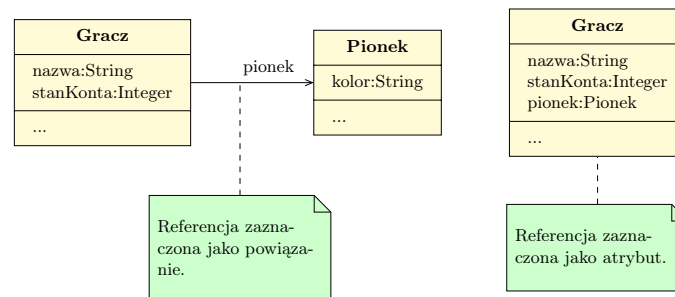 Gracz
nazwa:String
stanKonta:Integer
...
pionek
Pionek
kolor:String
...
Referencja zazna-
czona jako powiąza-
nie.
Gracz
nazwa:String
stanKonta:Integer
pionek:Pionek
...
Referencja zazna-
czona jako atrybut.